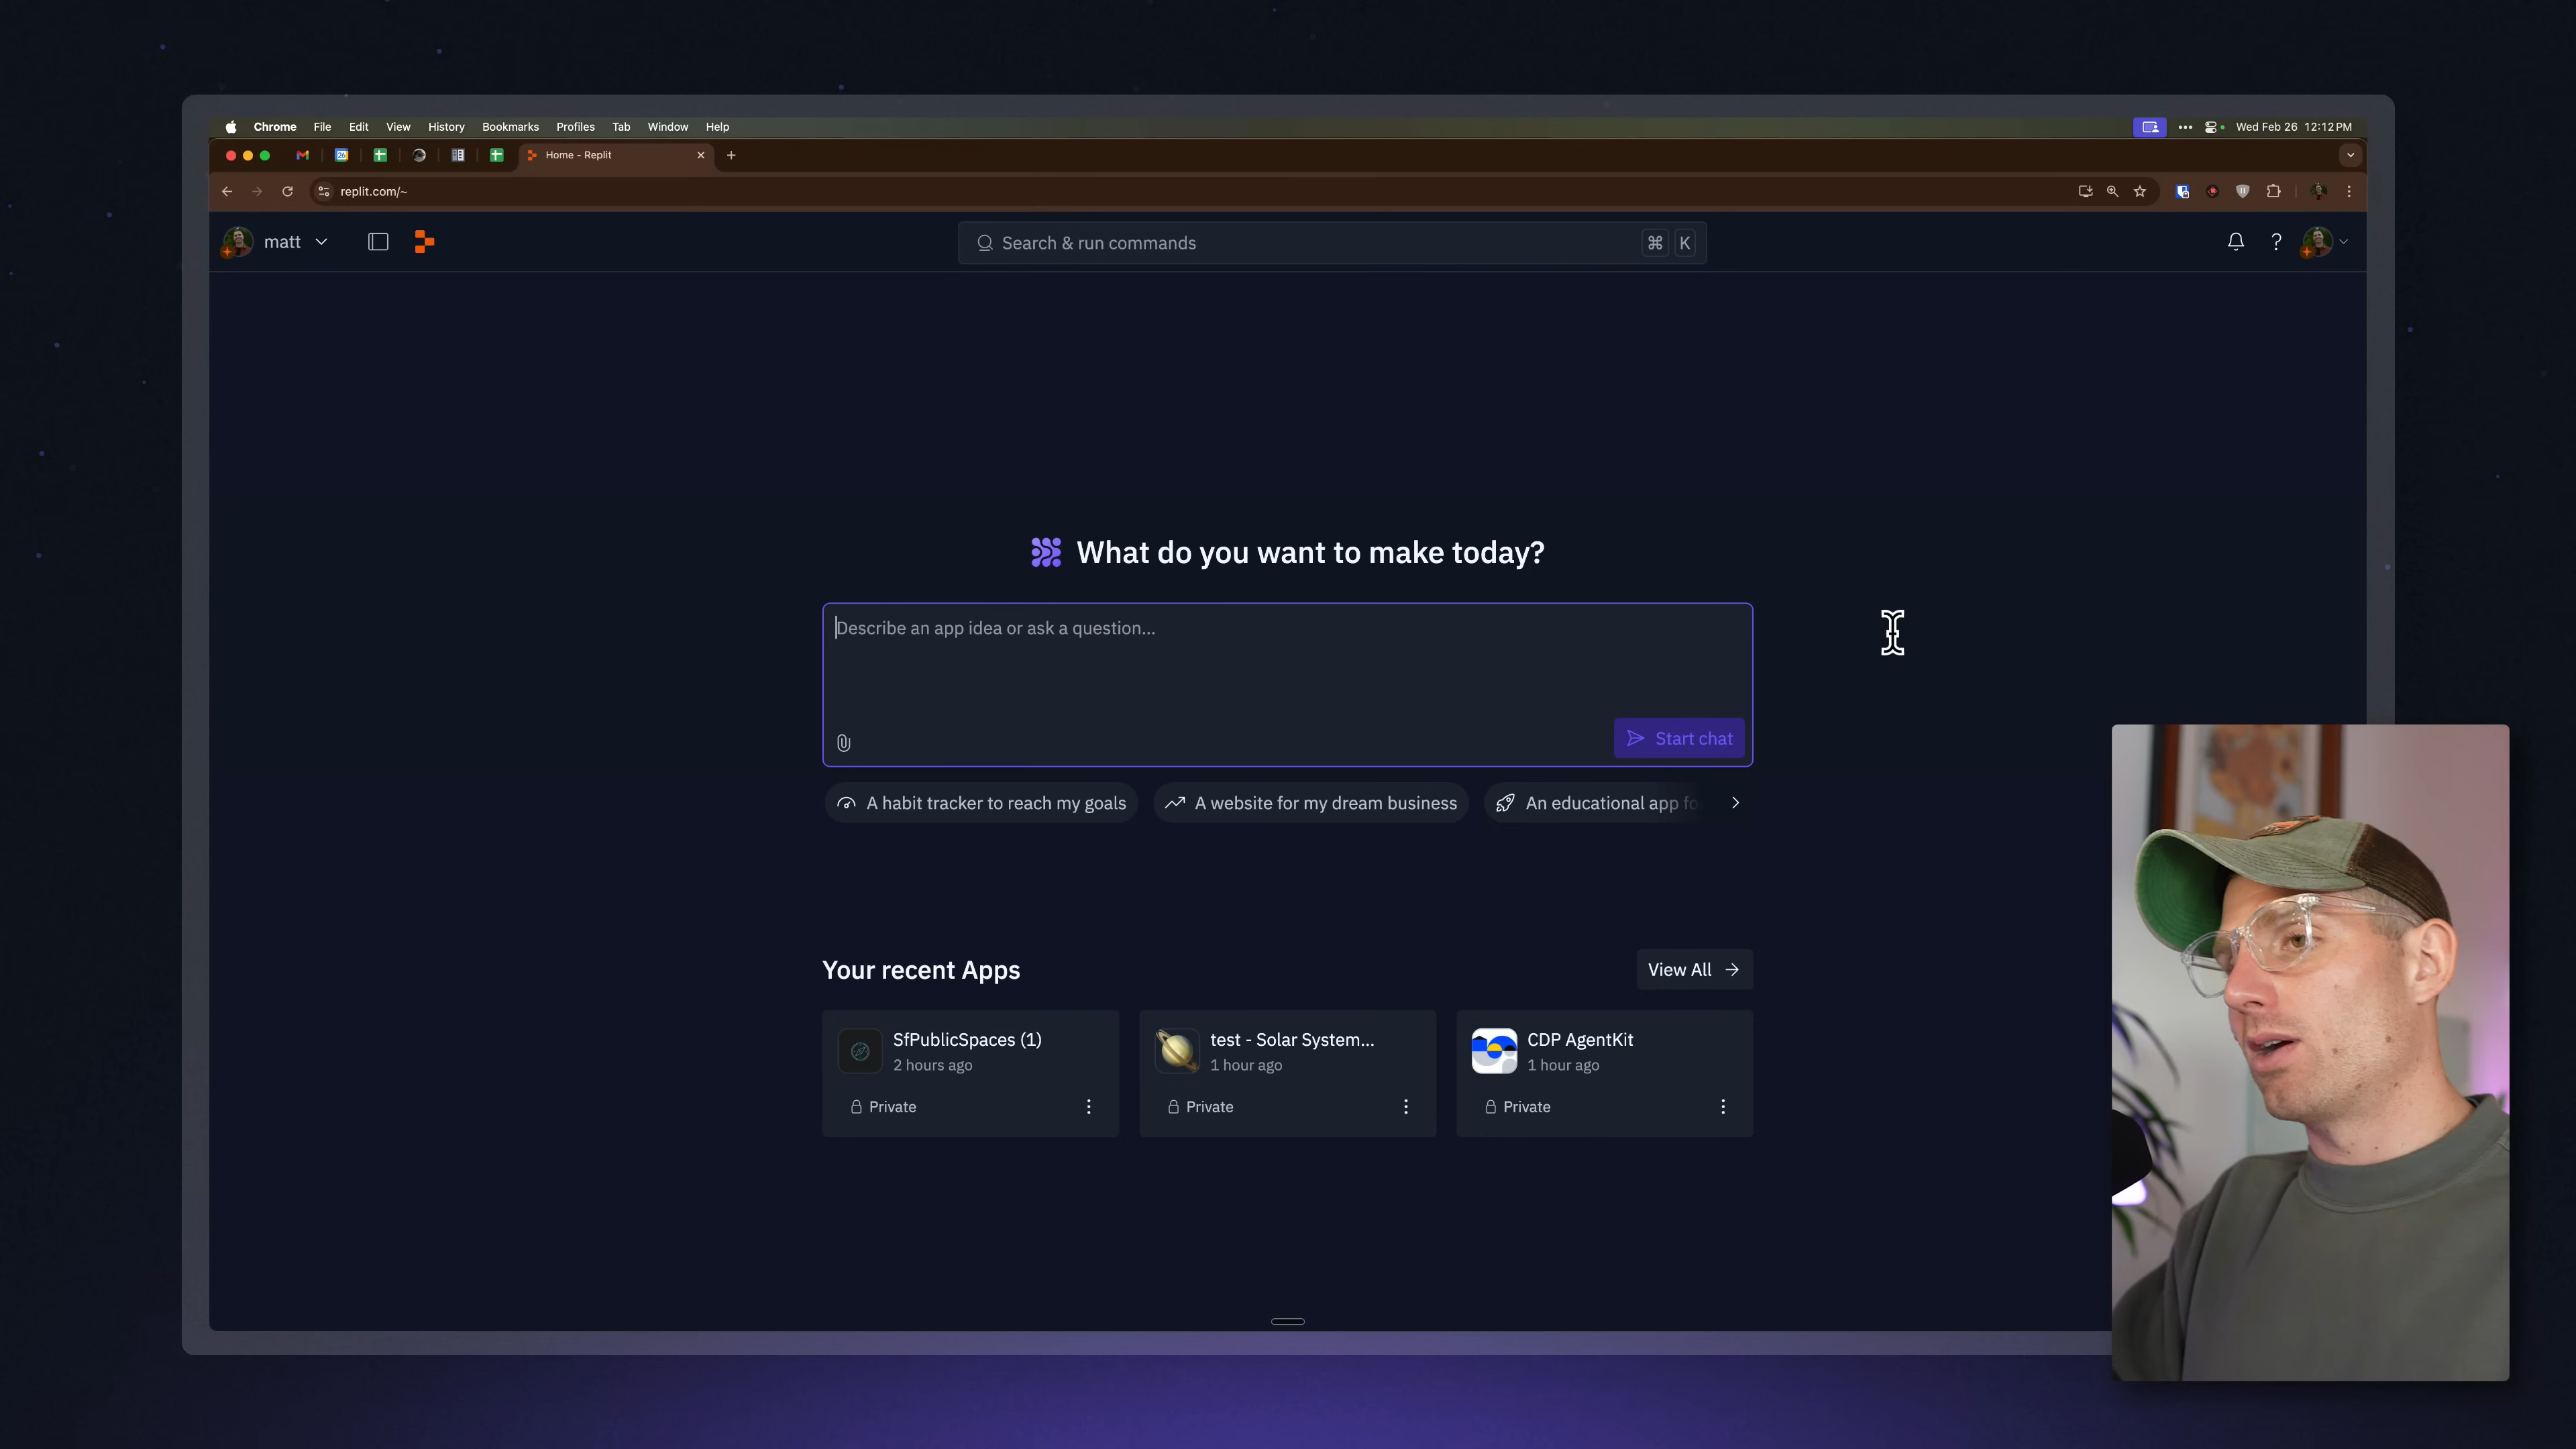 Chrome File Edit View History Bookmarks Profiles Tab Window Help
Wed Feb 26 12:12 PM
Home - Replit
replit.com/~
matt
Search & run commands
⌘ K
?
What do you want to make today?
Describe an app idea or ask a question...
Start chat
A habit tracker to reach my goals
A website for my dream business
An educational app fo
Your recent Apps
View All
SfPublicSpaces (1)
2 hours ago
Private
test - Solar System...
1 hour ago
Private
CDP AgentKit
1 hour ago
Private